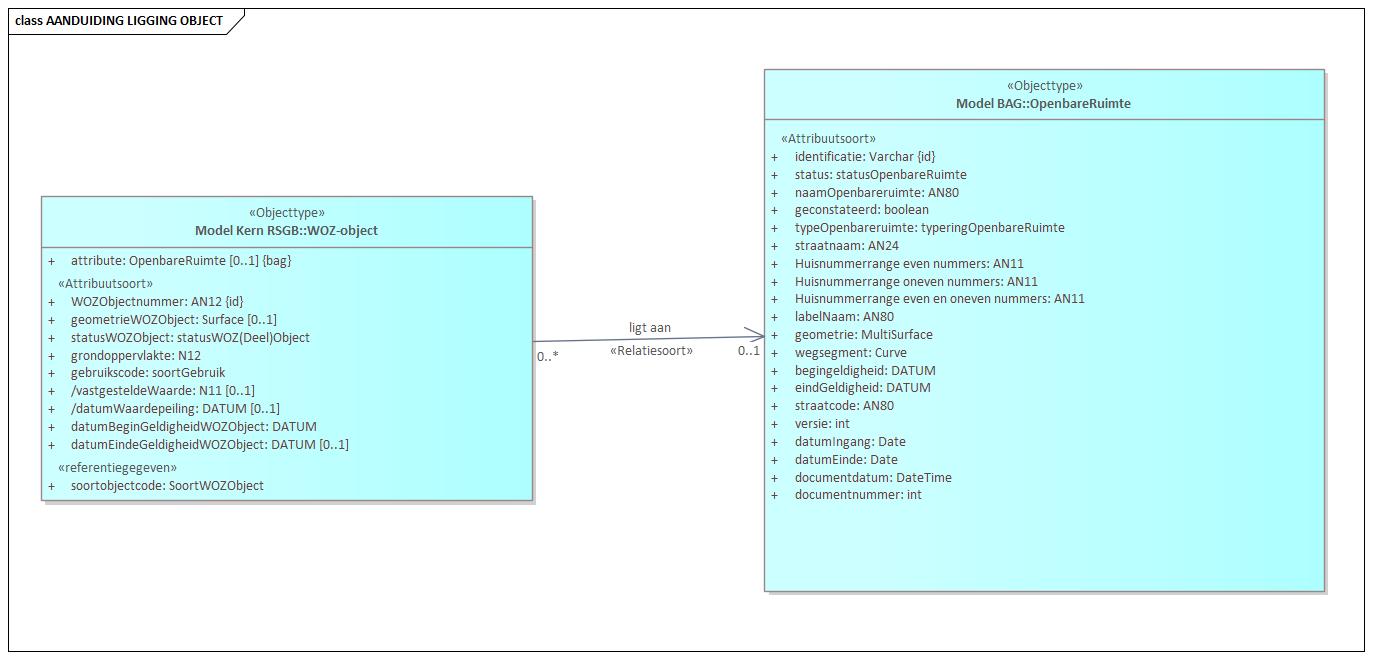 class AANDUIDING LIGGING OBJECT
«Objecttype»
Model Kern RSGB::WOZ-object
+ attribute: OpenbareRuimte [0..1] {bag}
«Attribuutsoort»
+ WOZObjectnummer: AN12 {id}
+ geometrieWOZObject: Surface [0..1]
+ statusWOZObject: statusWOZ(Deel)Object
+ grondoppervlakte: N12
+ gebruikscode: soortGebruik
+ /vastgesteldeWaarde: N11 [0..1]
+ /datumWaardepeiling: DATUM [0..1]
+ datumBeginGeldigheidWOZObject: DATUM
+ datumEindeGeldigheidWOZObject: DATUM [0..1]
«referentiegegeven»
+ soortobjectcode: SoortWOZObject
ligt aan
0..*
«Relatiesoort»
0..1
«Objecttype»
Model BAG::OpenbareRuimte
«Attribuutsoort»
+ identificatie: Varchar {id}
+ status: statusOpenbareRuimte
+ naamOpenbareruimte: AN80
+ geconstateerd: boolean
+ typeOpenbareruimte: typeringOpenbareRuimte
+ straatnaam: AN24
+ Huisnummerrange even nummers: AN11
+ Huisnummerrange oneven nummers: AN11
+ Huisnummerrange even en oneven nummers: AN11
+ labelNaam: AN80
+ geometrie: MultiSurface
+ wegsegment: Curve
+ begingeldigheid: DATUM
+ eindGeldigheid: DATUM
+ straatcode: AN80
+ versie: int
+ datumIngang: Date
+ datumEinde: Date
+ documentdatum: DateTime
+ documentnummer: int